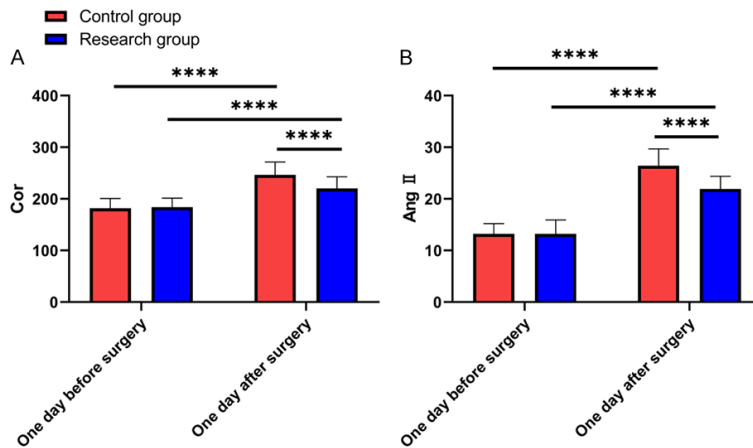 Control group
Research group
A
****
****
****
400
300
200
100
0
Cor
One day before surgery
One day after surgery
B
****
****
****
40
30
20
10
0
Ang Ⅱ
One day before surgery
One day after surgery